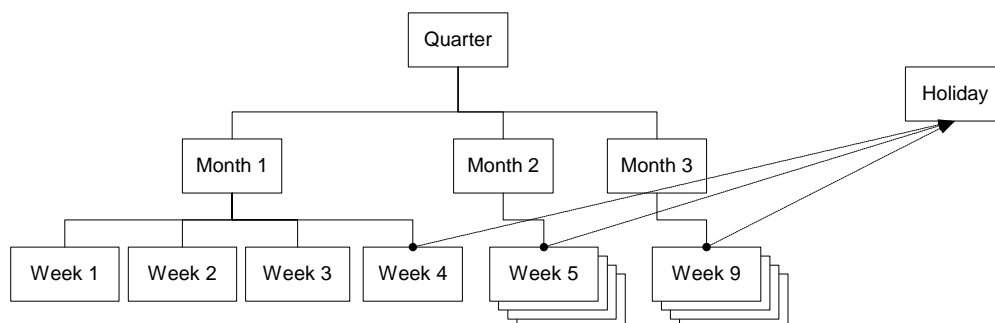 Quarter
Holiday
Month 1
Month 2
Month 3
Week 1
Week 2
Week 3
Week 4
Week 5
Week 9